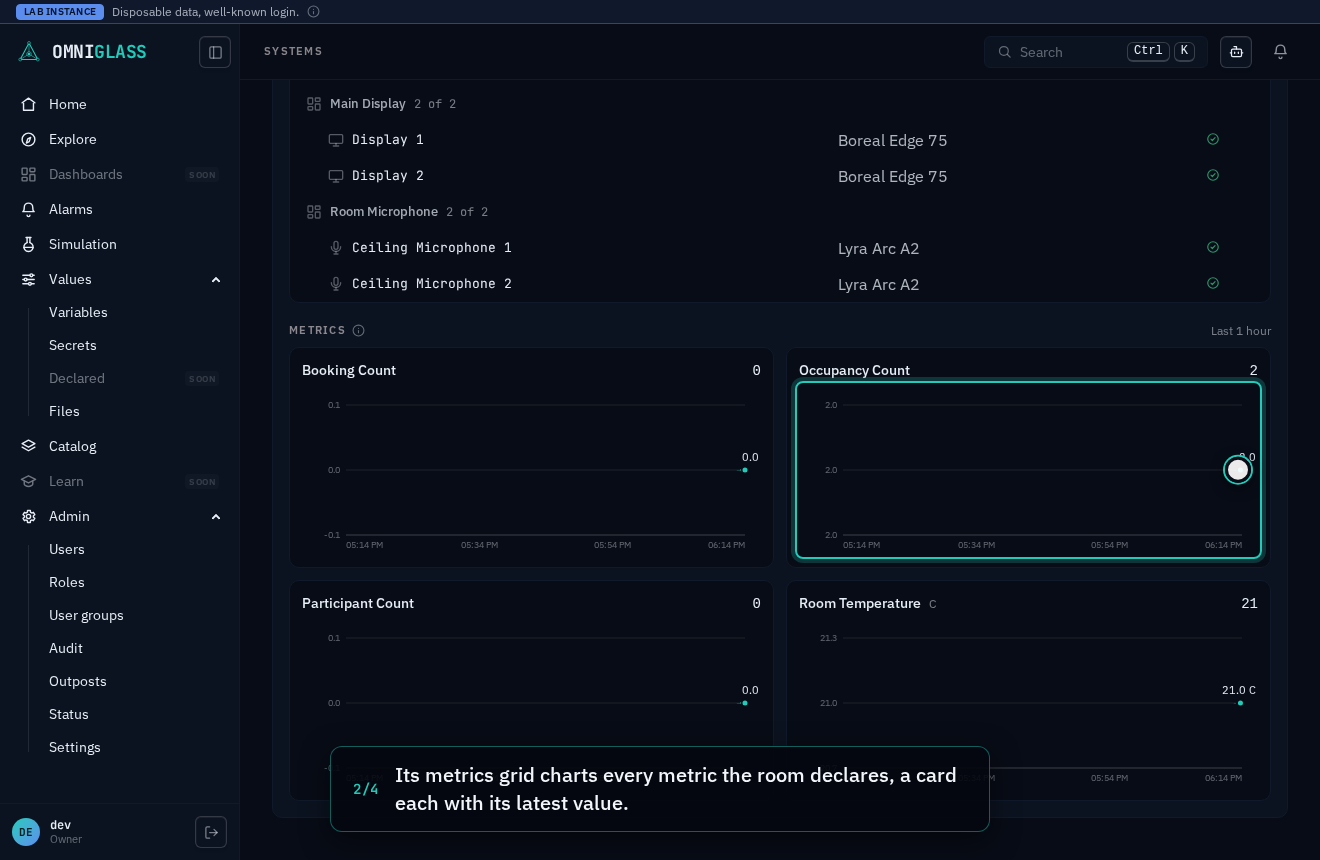 LAB INSTANCE Disposable data, well-known login.
OMNIGLASS
SYSTEMS
Search Ctrl K
Home
Explore
Dashboards SOON
Alarms
Simulation
Values
Variables
Secrets
Declared SOON
Files
Catalog
Learn SOON
Admin
Users
Roles
User groups
Audit
Outposts
Status
Settings
DE dev
Owner
Main Display 2 of 2
Display 1 Boreal Edge 75
Display 2 Boreal Edge 75
Room Microphone 2 of 2
Ceiling Microphone 1 Lyra Arc A2
Ceiling Microphone 2 Lyra Arc A2
METRICS Last 1 hour
Booking Count 0
0.1
0.0
0.0
-0.1
05:14 PM 05:34 PM 05:54 PM 06:14 PM
Occupancy Count 2
2.0
2.0
2.0
05:14 PM 05:34 PM 05:54 PM 06:14 PM
Participant Count 0
0.1
0.0
0.0
Room Temperature C 21
21.3
21.0 C
21.0
05:54 PM 06:14 PM
2/4 Its metrics grid charts every metric the room declares, a card
each with its latest value.